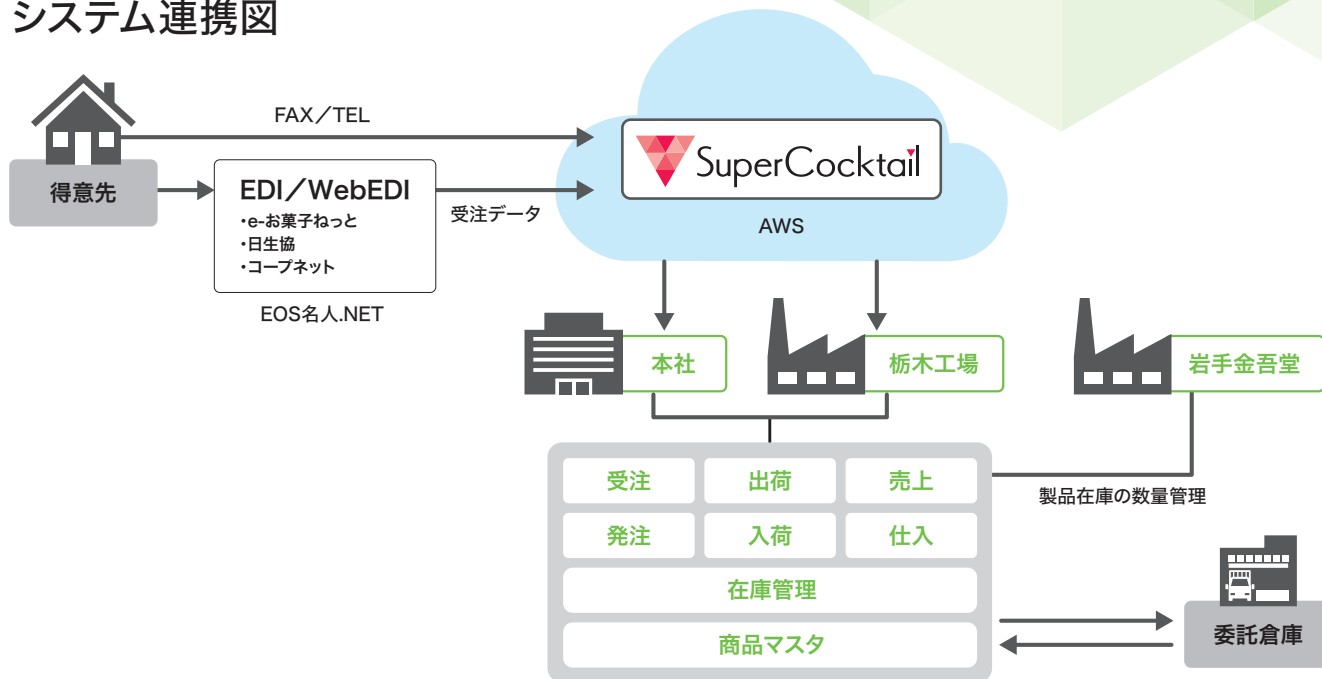 システム連携図
FAX／TEL
得意先
EDI／WebEDI
・e-お菓子ねっと
・日生協
・コープネット
EOS名人.NET
受注データ
SuperCocktail
AWS
本社
栃木工場
岩手金吾堂
受注
出荷
売上
発注
入荷
仕入
在庫管理
商品マスタ
製品在庫の数量管理
委託倉庫